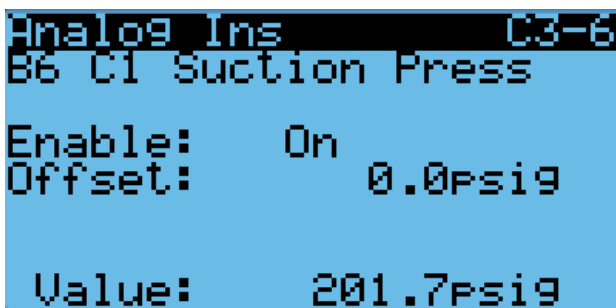 Analog Ins C3-6
B6 C1 Suction Press
Enable: On
Offset: 0.0psig
Value: 201.7psig